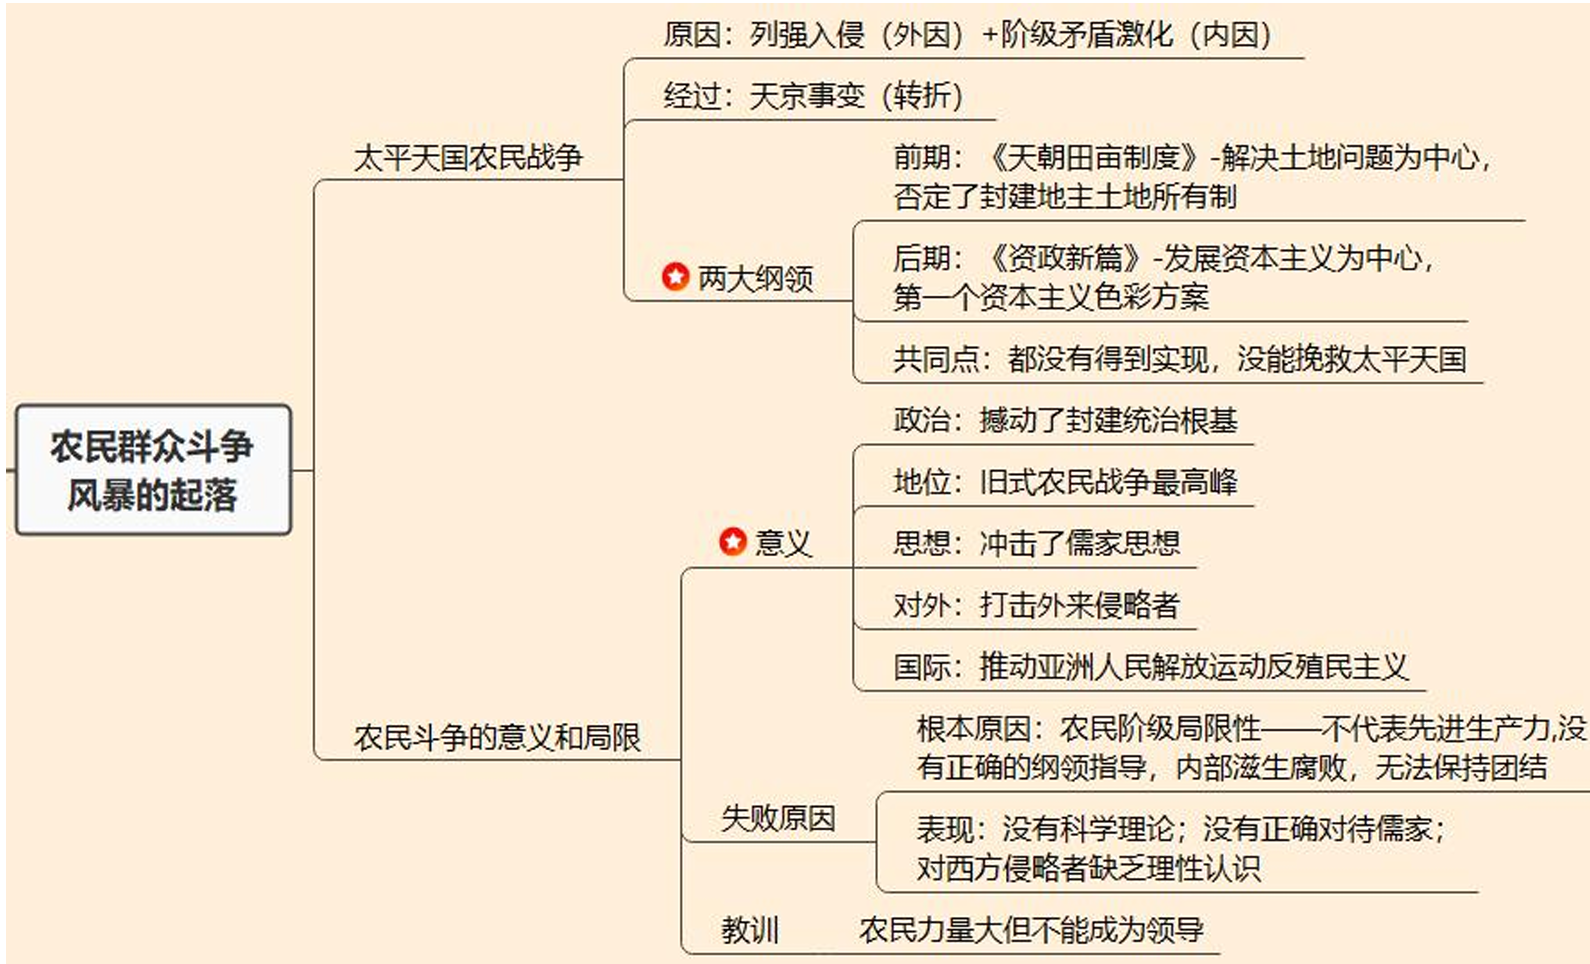 农民群众斗争
风暴的起落
太平天国农民战争
原因：列强入侵（外因）+阶级矛盾激化（内因）
经过：天京事变（转折）
两大纲领
前期：《天朝田亩制度》-解决土地问题为中心，
否定了封建地主土地所有制
后期：《资政新篇》-发展资本主义为中心，
第一个资本主义色彩方案
共同点：都没有得到实现，没能挽救太平天国
农民斗争的意义和局限
意义
政治：撼动了封建统治根基
地位：旧式农民战争最高峰
思想：冲击了儒家思想
对外：打击外来侵略者
国际：推动亚洲人民解放运动反殖民主义
失败原因
根本原因：农民阶级局限性——不代表先进生产力,没
有正确的纲领指导，内部滋生腐败，无法保持团结
表现：没有科学理论；没有正确对待儒家；
对西方侵略者缺乏理性认识
教训
农民力量大但不能成为领导